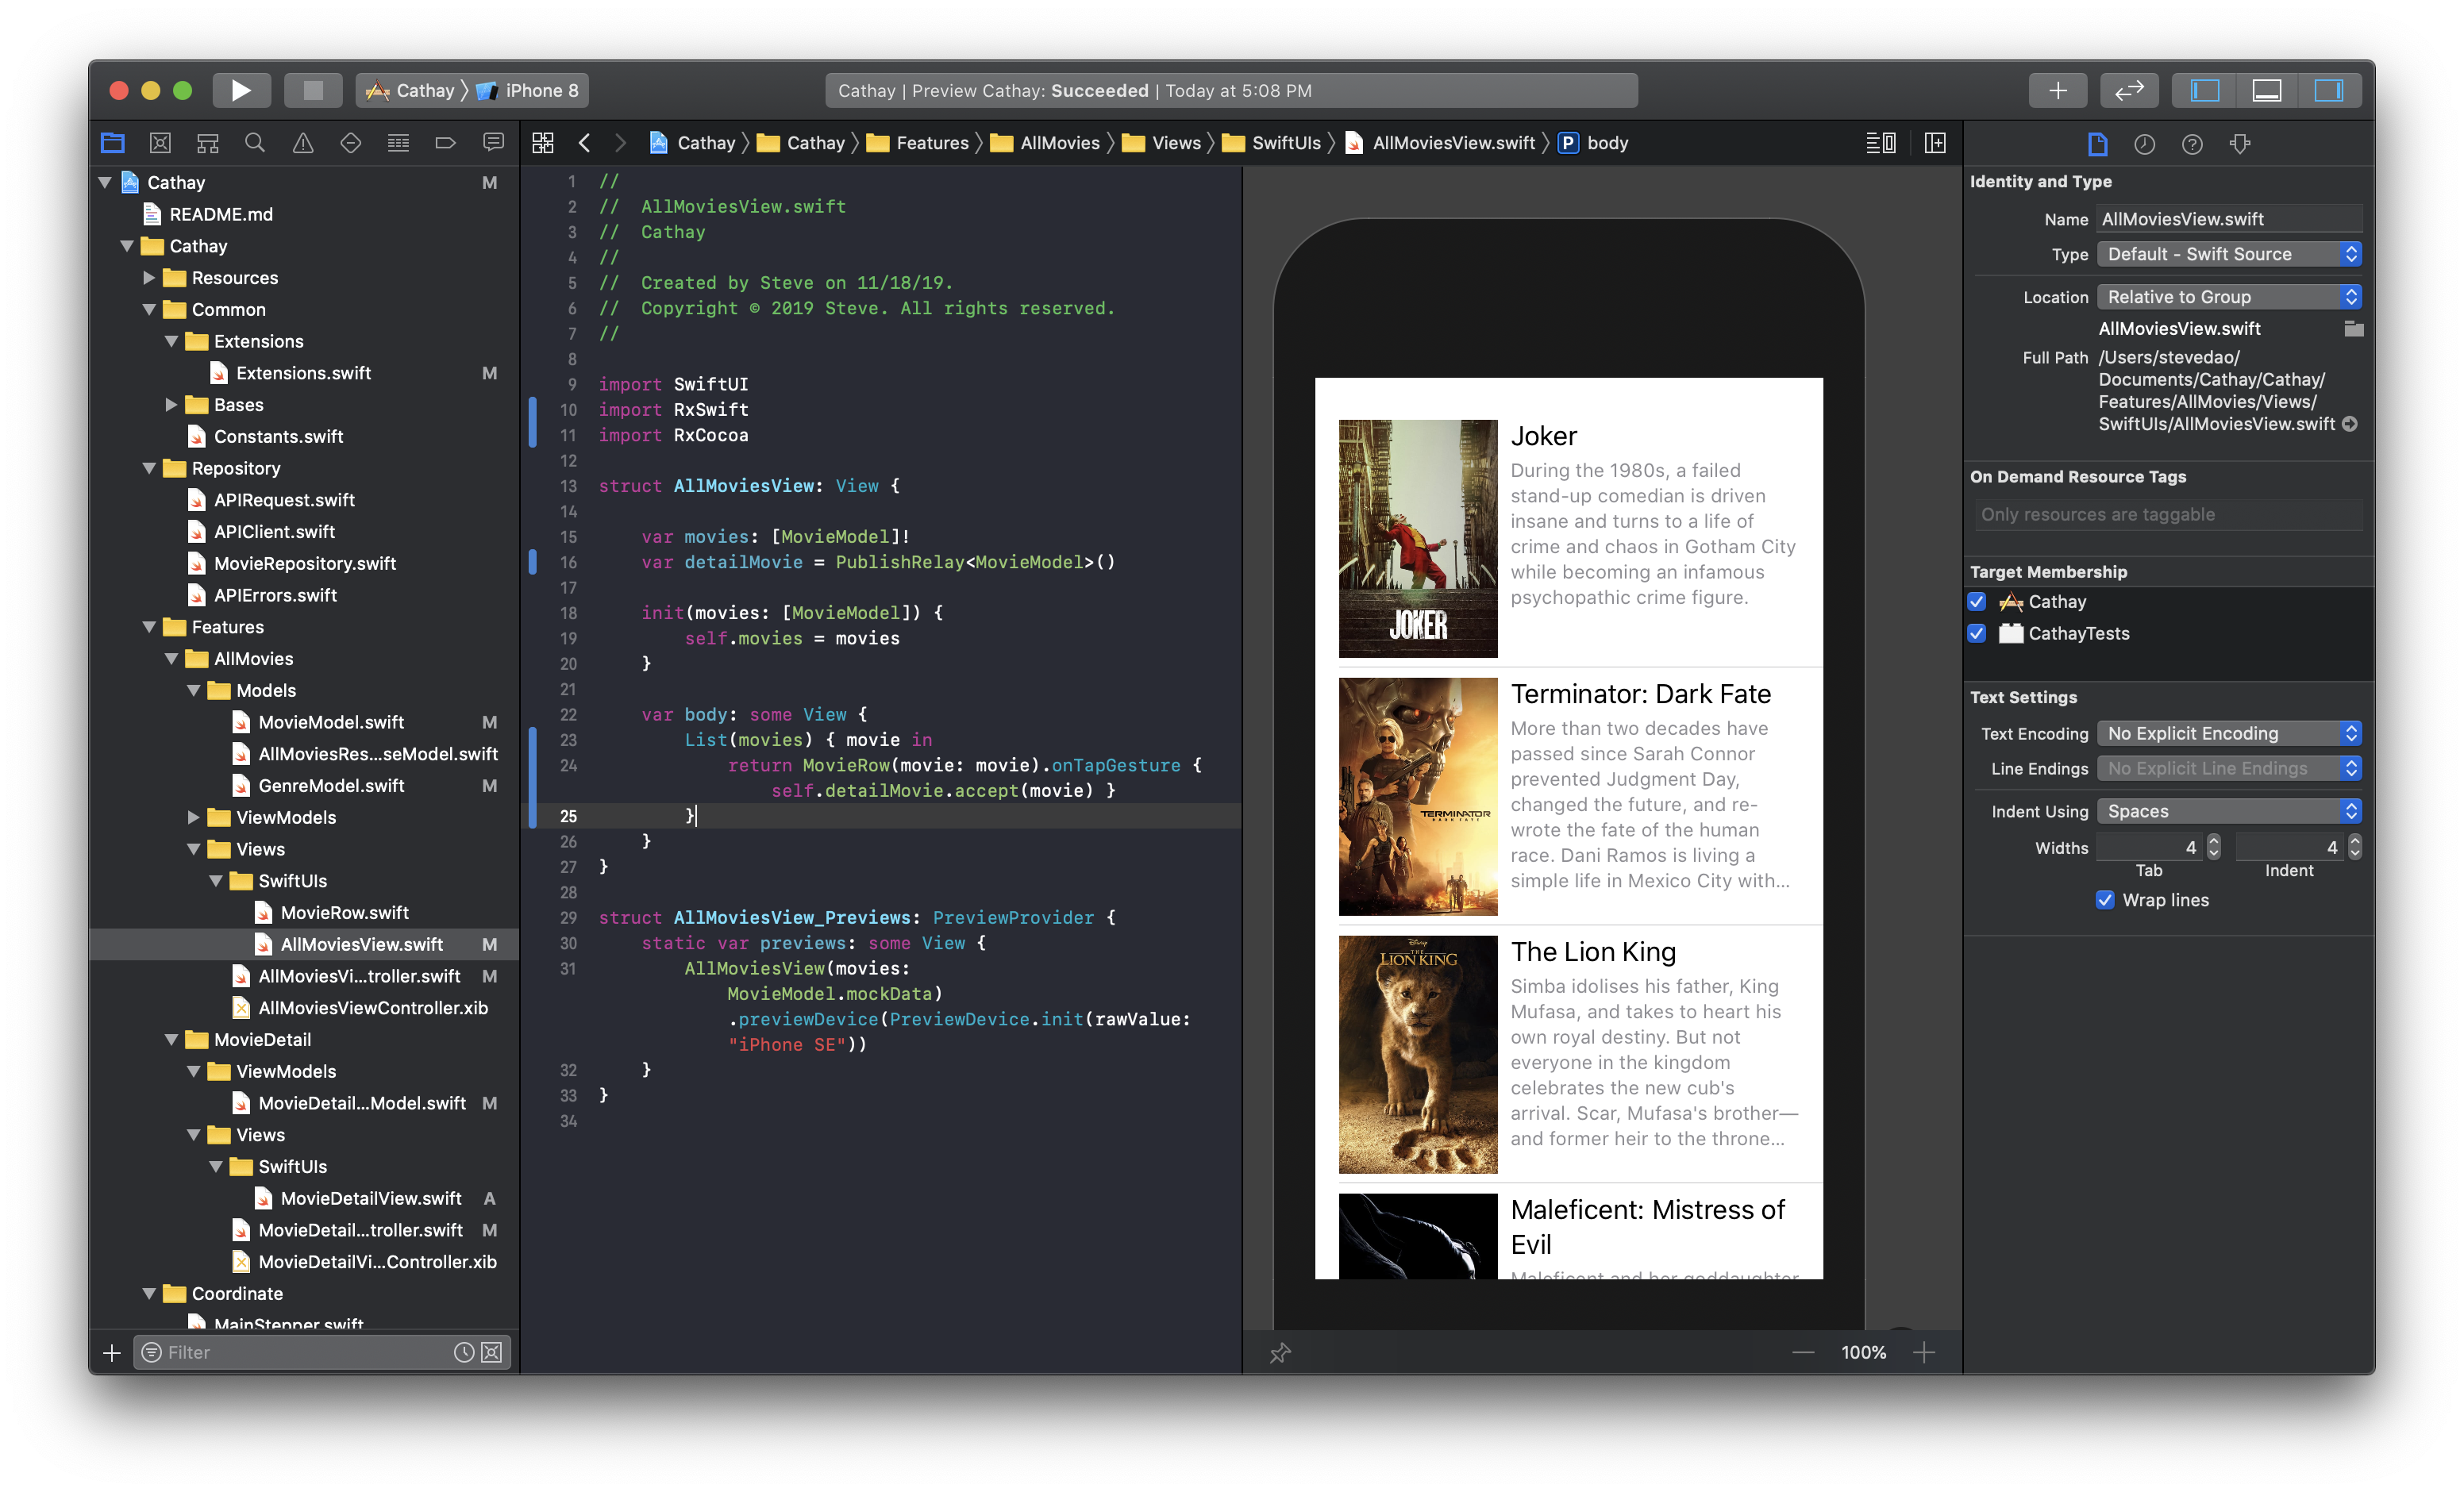 Cathay 〉 iPhone 8
Cathay | Preview Cathay: Succeeded | Today at 5:08 PM
Cathay 〉 Cathay 〉 Features 〉 AllMovies 〉 Views 〉 SwiftUIs 〉 AllMoviesView.swift 〉 P body
Cathay M
README.md
Cathay
Resources
Common
Extensions
Extensions.swift M
Bases
Constants.swift
Repository
APIRequest.swift
APIClient.swift
MovieRepository.swift
APIErrors.swift
Features
AllMovies
Models
MovieModel.swift M
AllMoviesRes...seModel.swift
GenreModel.swift M
ViewModels
Views
SwiftUIs
MovieRow.swift
AllMoviesView.swift M
AllMoviesVi...troller.swift M
AllMoviesViewController.xib
MovieDetail
ViewModels
MovieDetail...Model.swift M
Views
SwiftUIs
MovieDetailView.swift A
MovieDetail...troller.swift M
MovieDetailVi...Controller.xib
Coordinate
MainStepper.swift
Filter
1 //
2 //  AllMoviesView.swift
3 //  Cathay
4 //
5 //  Created by Steve on 11/18/19.
6 //  Copyright © 2019 Steve. All rights reserved.
7 //
8
9 import SwiftUI
10 import RxSwift
11 import RxCocoa
12
13 struct AllMoviesView: View {
14
15     var movies: [MovieModel]!
16     var detailMovie = PublishRelay<MovieModel>()
17
18     init(movies: [MovieModel]) {
19         self.movies = movies
20     }
21
22     var body: some View {
23         List(movies) { movie in
24             return MovieRow(movie: movie).onTapGesture {
                self.detailMovie.accept(movie) }
25         }
26     }
27 }
28
29 struct AllMoviesView_Previews: PreviewProvider {
30     static var previews: some View {
31         AllMoviesView(movies:
            MovieModel.mockData)
            .previewDevice(PreviewDevice.init(rawValue:
            "iPhone SE"))
32     }
33 }
34
JOKER
Joker
During the 1980s, a failed
stand-up comedian is driven
insane and turns to a life of
crime and chaos in Gotham City
while becoming an infamous
psychopathic crime figure.
TERMINATOR
DARK FATE
Terminator: Dark Fate
More than two decades have
passed since Sarah Connor
prevented Judgment Day,
changed the future, and re-
wrote the fate of the human
race. Dani Ramos is living a
simple life in Mexico City with...
Disney
THE
LION KING
The Lion King
Simba idolises his father, King
Mufasa, and takes to heart his
own royal destiny. But not
everyone in the kingdom
celebrates the new cub's
arrival. Scar, Mufasa's brother—
and former heir to the throne...
Maleficent: Mistress of
Evil
Maleficent and her goddaughter
100%
Identity and Type
Name AllMoviesView.swift
Type Default - Swift Source
Location Relative to Group
AllMoviesView.swift
Full Path /Users/stevedao/
Documents/Cathay/Cathay/
Features/AllMovies/Views/
SwiftUIs/AllMoviesView.swift
On Demand Resource Tags
Only resources are taggable
Target Membership
Cathay
CathayTests
Text Settings
Text Encoding No Explicit Encoding
Line Endings No Explicit Line Endings
Indent Using Spaces
Widths 4 4
Tab Indent
Wrap lines